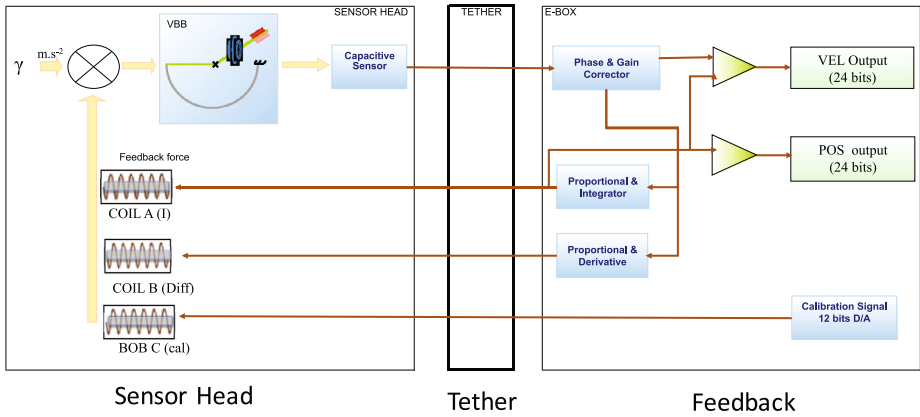 SENSOR HEAD
TETHER
E-BOX
VBB
γ
m.s-2
Capacitive
Sensor
Phase & Gain
Corrector
VEL Output
(24 bits)
POS output
(24 bits)
Feedback force
COIL A (I)
Proportional &
Integrator
COIL B (Diff)
Proportional &
Derivative
BOB C (cal)
Calibration Signal
12 bits D/A
Sensor Head
Tether
Feedback